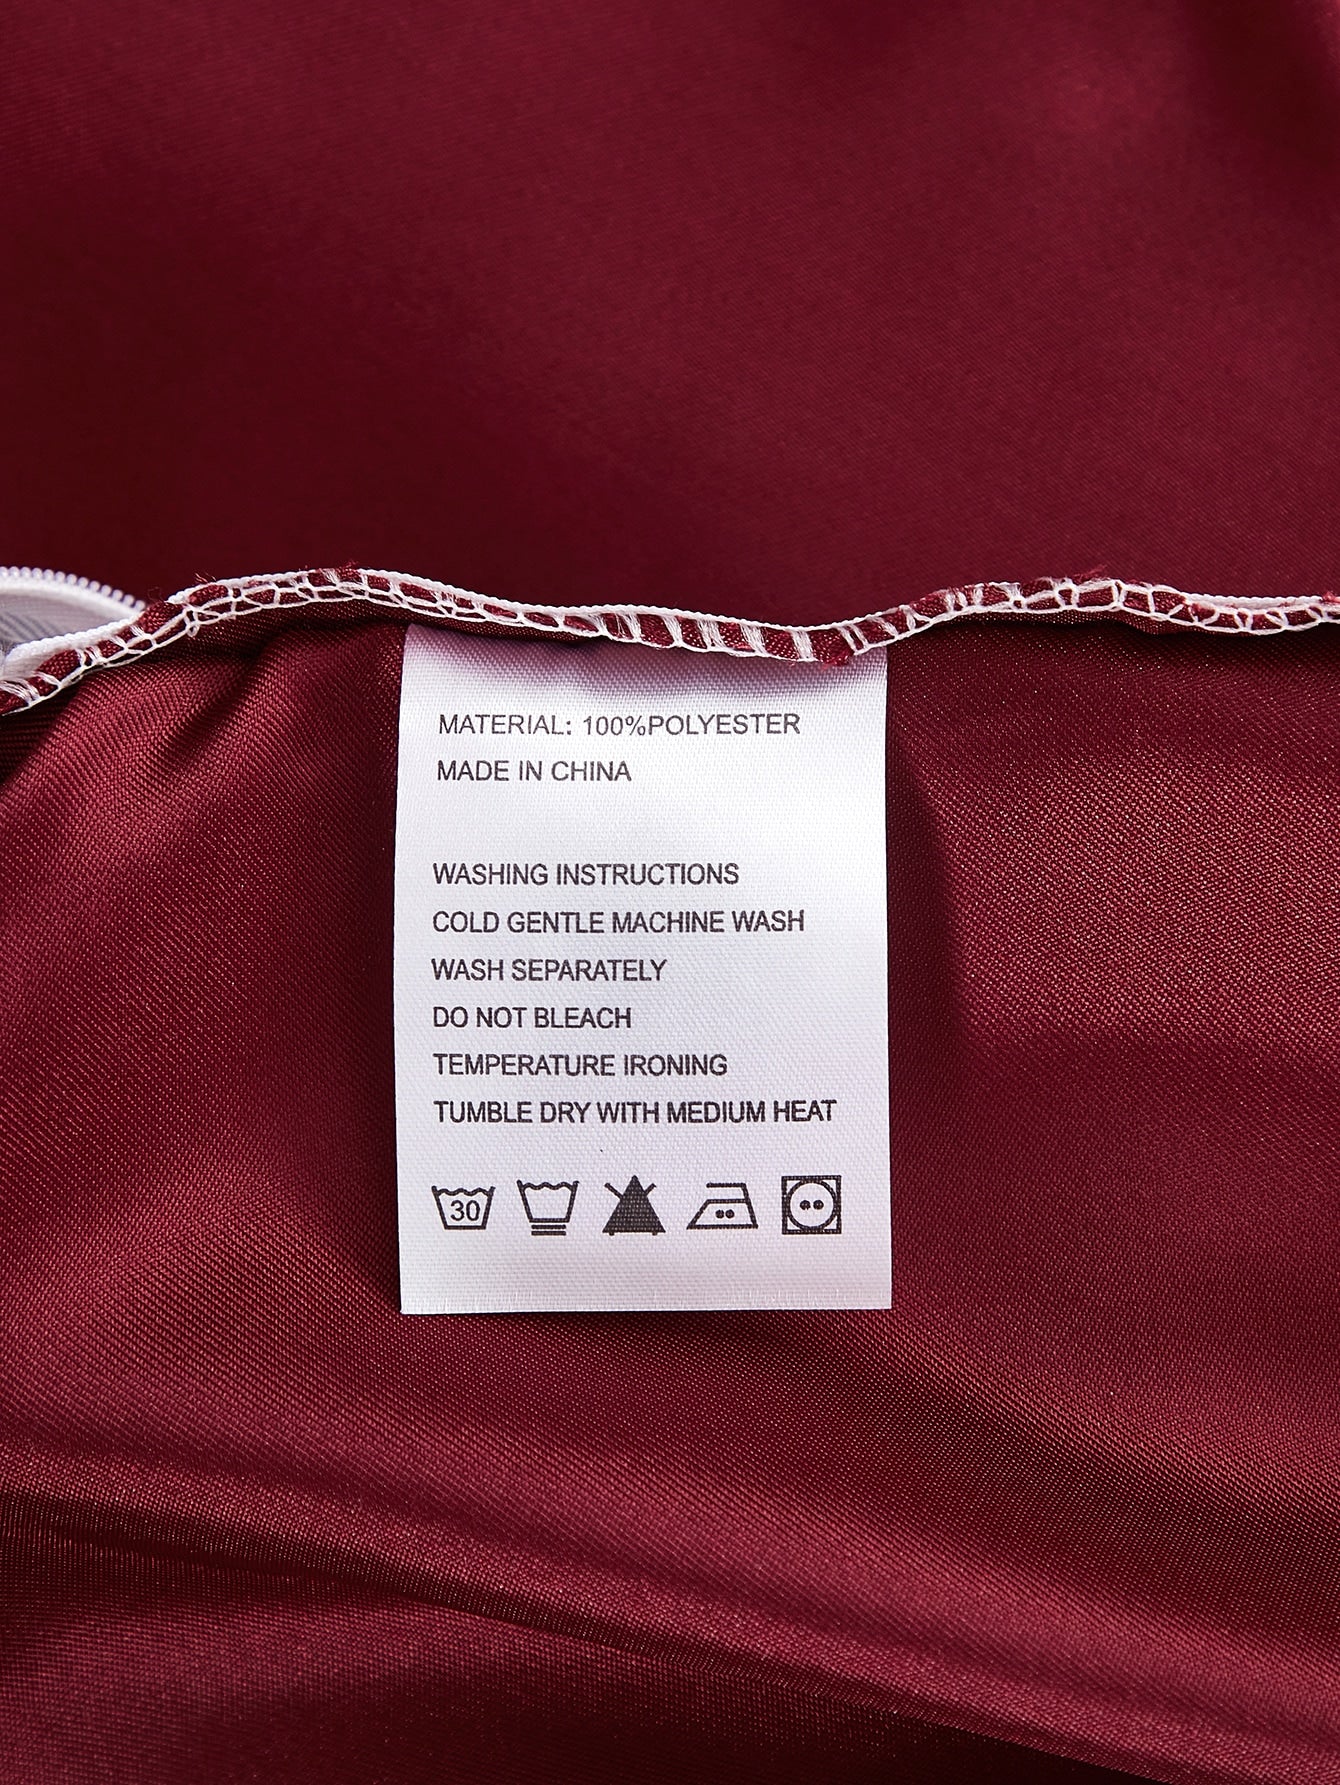 MATERIAL: 100%POLYESTER
MADE IN CHINA
WASHING INSTRUCTIONS
COLD GENTLE MACHINE WASH
WASH SEPARATELY
DO NOT BLEACH
TEMPERATURE IRONING
TUMBLE DRY WITH MEDIUM HEAT
30